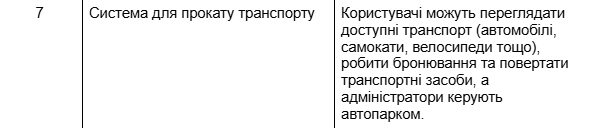 7 Система для прокату транспорту Користувачі можуть переглядати
доступні транспорт (автомобілі,
самокати, велосипеди тощо),
робити бронювання та повертати
транспортні засоби, а
адміністратори керують
автопарком.